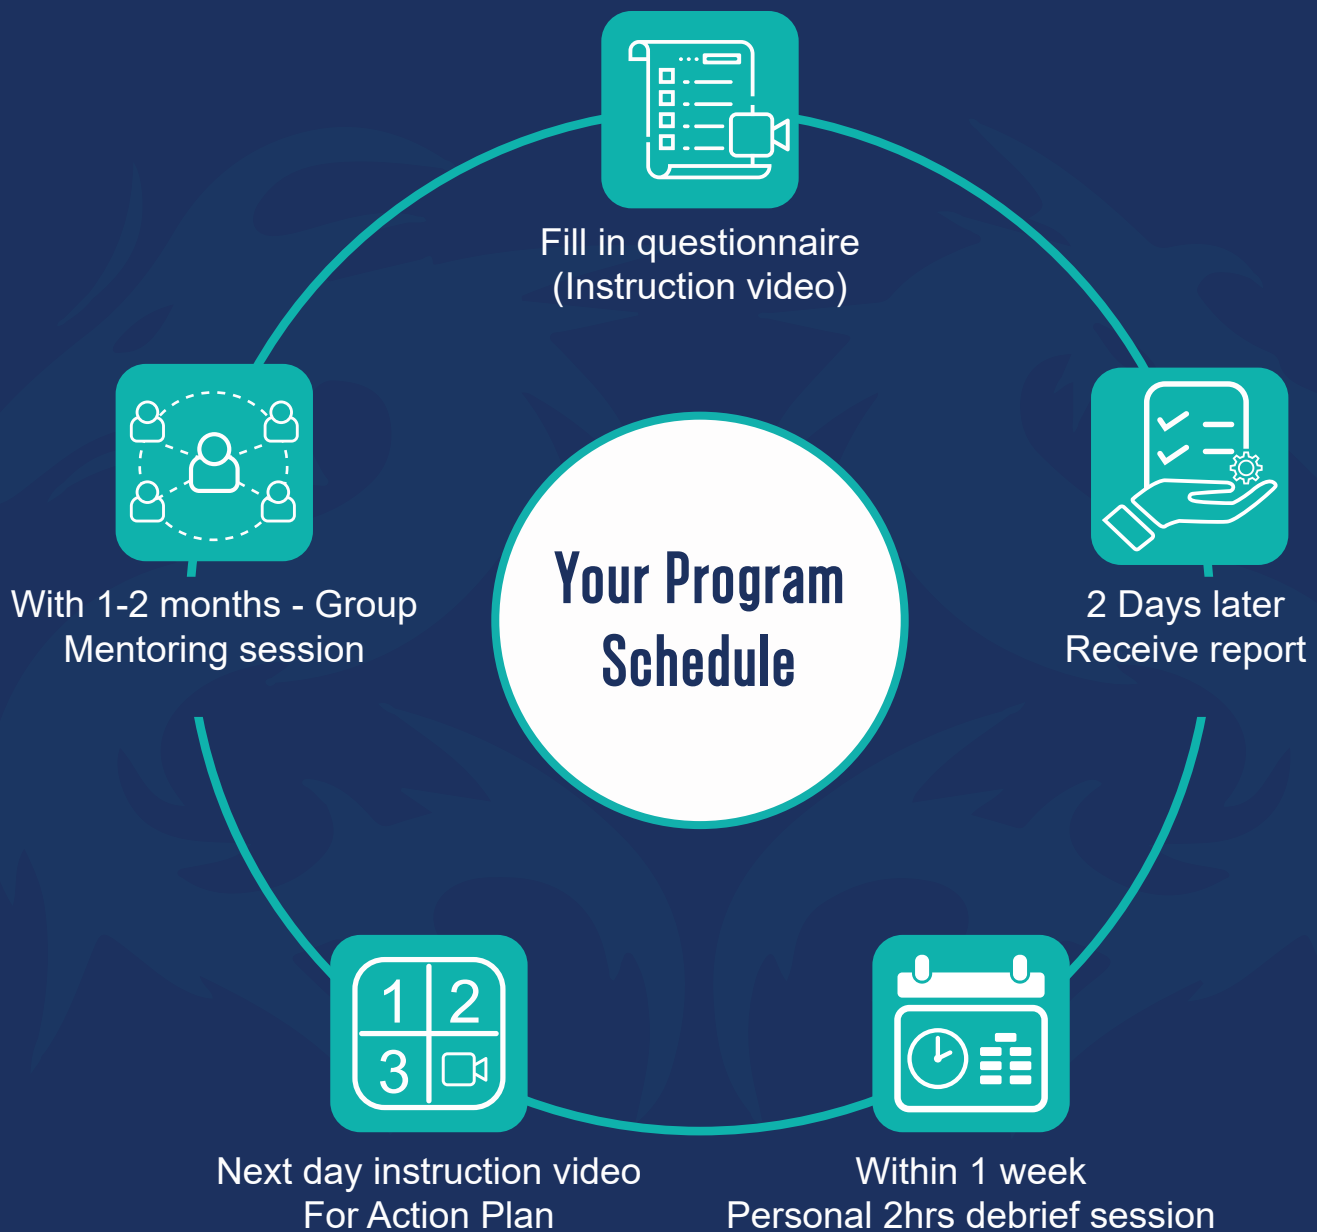 Fill in questionnaire
(Instruction video)
With 1-2 months - Group
Mentoring session
Your Program
Schedule
2 Days later
Receive report
1
2
3
Next day instruction video
For Action Plan
Within 1 week
Personal 2hrs debrief session